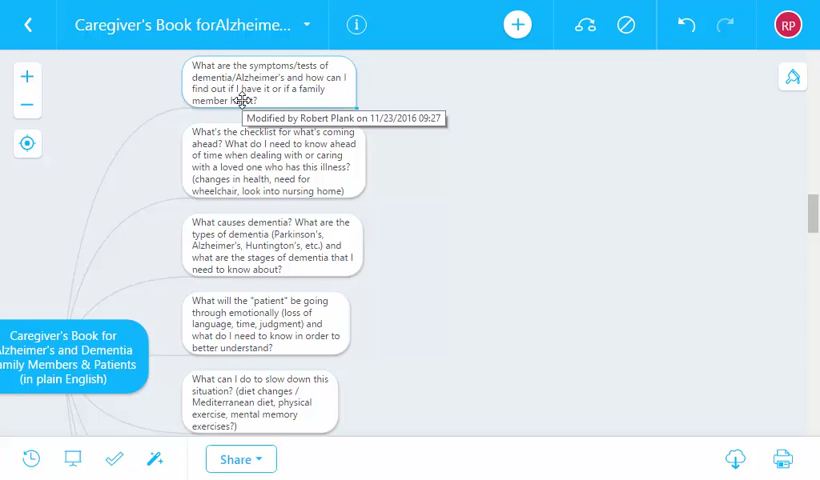 Caregiver's Book forAlzheime...
RP
What are the symptoms/tests of
dementia/Alzheimer's and how can I
find out if I have it or if a family
member
Modified by Robert Plank on 11/23/2016 09:27
What's the checklist for what's coming
ahead? What do I need to know ahead
of time when dealing with or caring
with a loved one who has this illness?
(changes in health, need for
wheelchair, look into nursing home)
What causes dementia? What are the
types of dementia (Parkinson's,
Alzheimer's, Huntington's, etc.) and
what are the stages of dementia that I
need to know about?
What will the "patient" be going
through emotionally (loss of
language, time, judgment) and
what do I need to know in order to
better understand?
Caregiver's Book for
Alzheimer's and Dementia
Family Members & Patients
(in plain English)
What can I do to slow down this
situation? (diet changes /
Mediterranean diet, physical
exercise, mental memory
exercises?)
Share